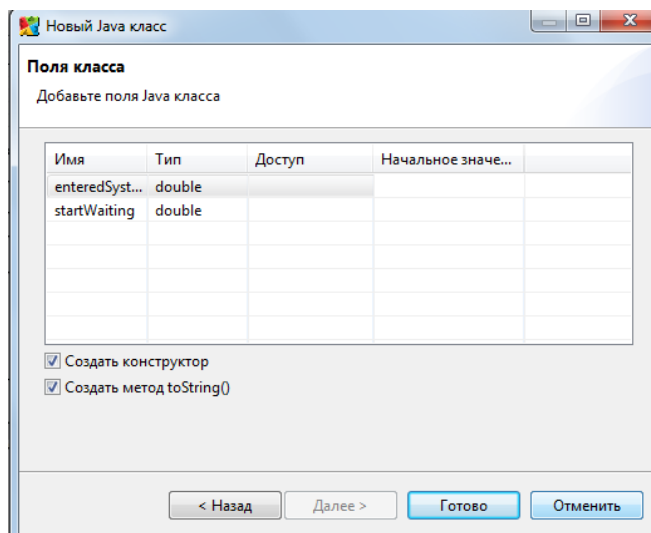 Новый Java класс
Поля класса
Добавьте поля Java класса
Имя Тип Доступ Начальное значе...
enteredSyst... double
startWaiting double
Создать конструктор
Создать метод toString()
< Назад Далее > Готово Отменить